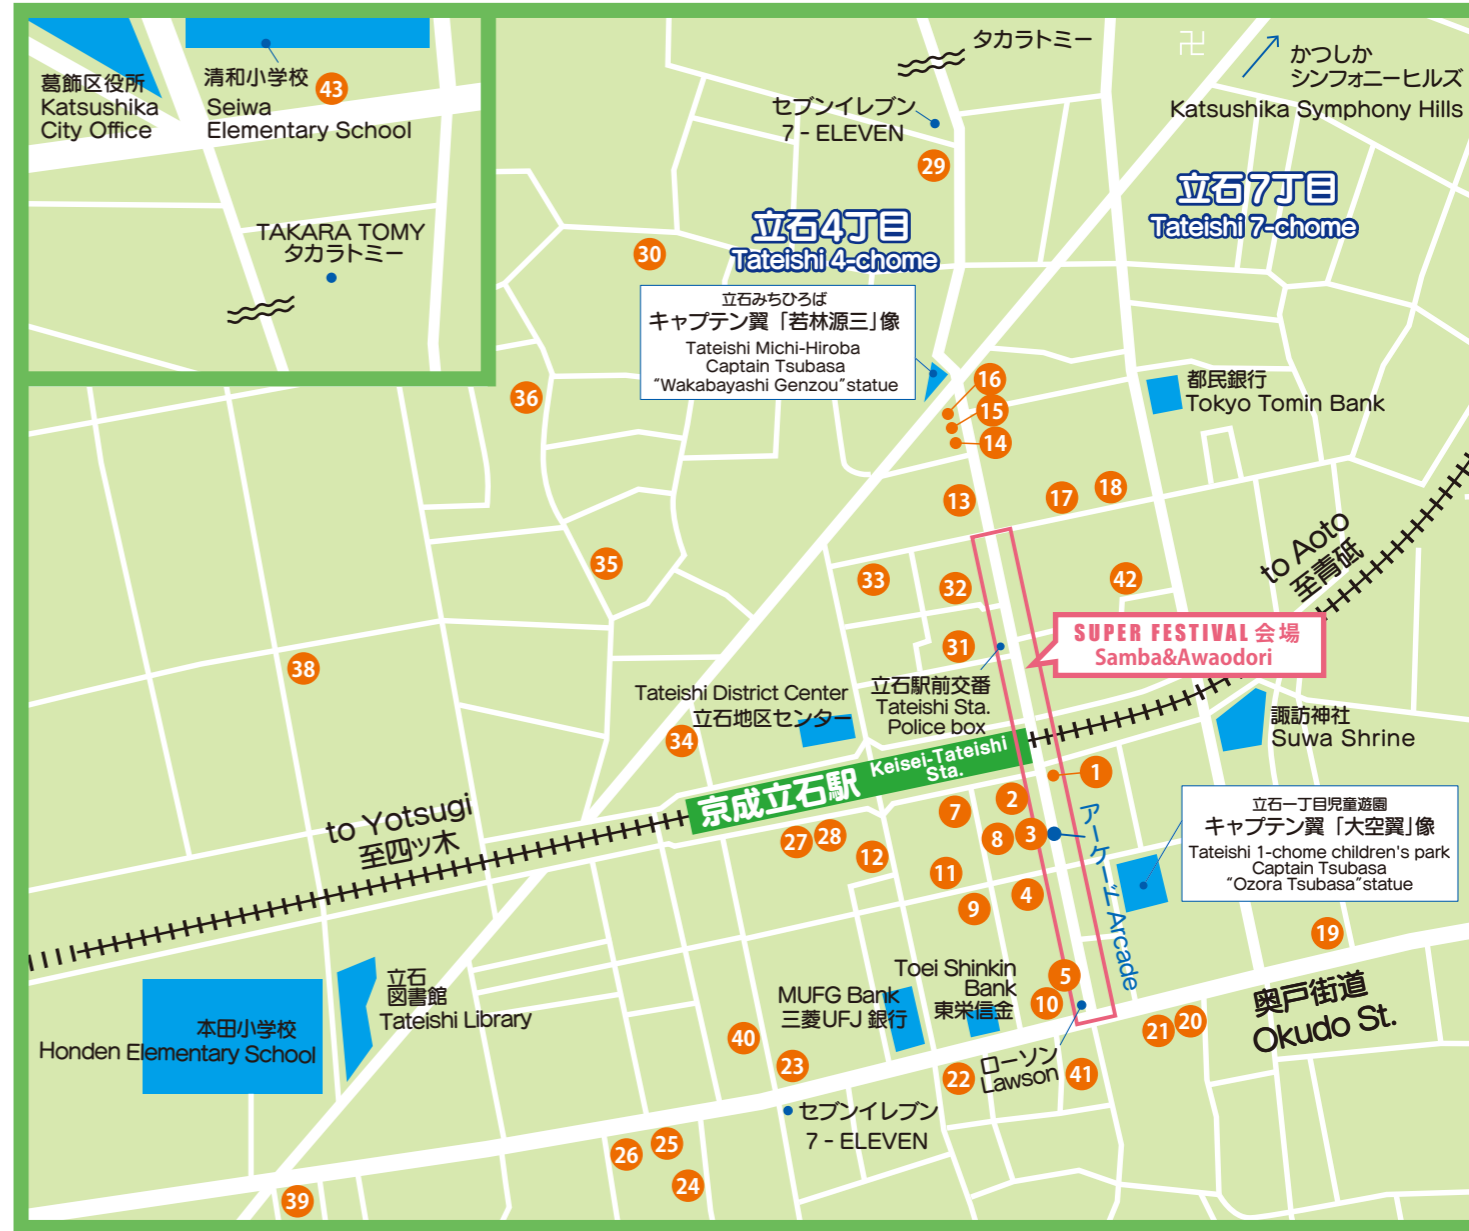 葛飾区役所
Katsushika
City Office
清和小学校
43
Seiwa
Elementary School
TAKARA TOMY
タカラトミー
タカラトミー
卍
かつしか
シンフォニーヒルズ
Katsushika Symphony Hills
セブンイレブン
7 - ELEVEN
29
立石4丁目
Tateishi 4-chome
立石7丁目
Tateishi 7-chome
30
立石みちひろば
キャプテン翼「若林源三」像
Tateishi Michi-Hiroba
Captain Tsubasa
"Wakabayashi Genzou"statue
36
16
15
14
都民銀行
Tokyo Tomin Bank
13
17
18
35
33
32
42
to Aoto
至青砥
SUPER FESTIVAL 会場
Samba&Awaodori
31
38
34
Tateishi District Center
立石地区センター
立石駅前交番
Tateishi Sta.
Police box
諏訪神社
Suwa Shrine
京成立石駅
Keisei-Tateishi
Sta.
1
2
7
8
3
to Yotsugi
至四ツ木
27
28
12
11
9
4
アーケード Arcade
立石一丁目児童遊園
キャプテン翼「大空翼」像
Tateishi 1-chome children's park
Captain Tsubasa
"Ozora Tsubasa"statue
19
5
10
Toei Shinkin
Bank
東栄信金
MUFG Bank
三菱UFJ 銀行
立石
図書館
Tateishi Library
本田小学校
Honden Elementary School
40
23
22
ローソン
Lawson
41
21
20
奥戸街道
Okudo St.
セブンイレブン
7 - ELEVEN
26
25
24
39